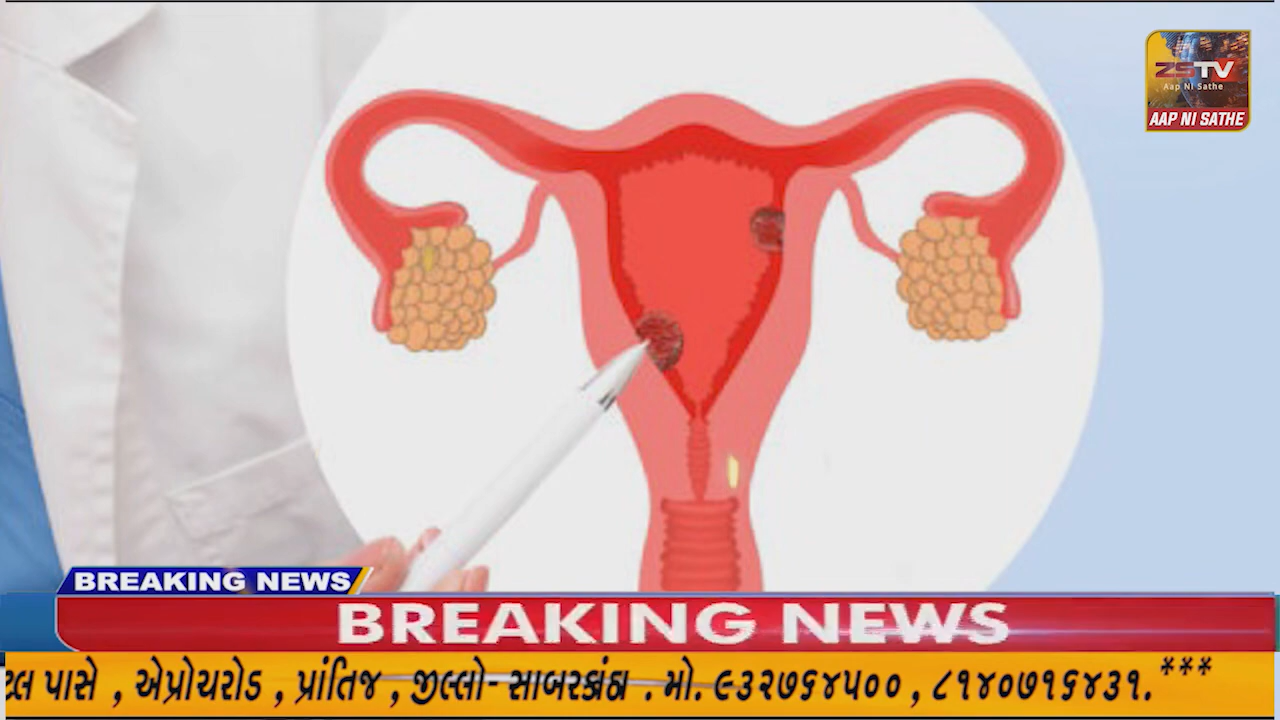 ZSTV
Aap Ni Sathe
AAP NI SATHE
BREAKING NEWS
BREAKING NEWS
પાસે , એપ્રોચરોડ , પ્રાંતિજ , જીલ્લો- સાબરકાંઠા . મો. ૯૩૨૭૬૪૫૦૦ , ૮૧૪૦૭૧૬૪૩૧.***